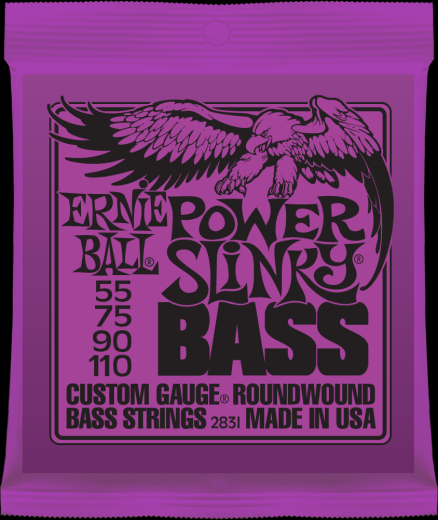 ERNIE BALL®
POWER SLINKY®
BASS
55
75
90
110
CUSTOM GAUGE® ROUNDWOUND
BASS STRINGS 2831 MADE IN USA